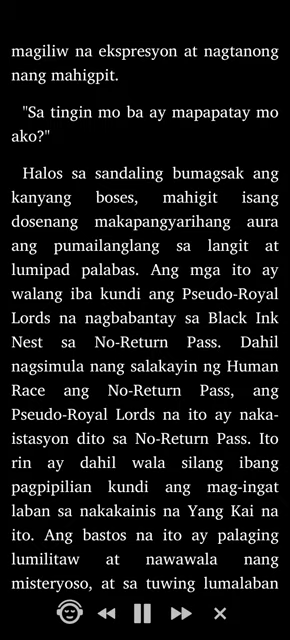 magiliw na ekspresyon at nagtanong
nang mahigpit.
"Sa tingin mo ba ay mapapatay mo
ako?"
Halos sa sandaling bumagsak ang
kanyang boses, mahigit isang
dosenang makapangyarihang aura
ang pumailanglang sa langit at
lumipad palabas. Ang mga ito ay
walang iba kundi ang Pseudo-Royal
Lords na nagbabantay sa Black Ink
Nest sa No-Return Pass. Dahil
nagsimula nang salakayin ng Human
Race ang No-Return Pass, ang
Pseudo-Royal Lords na ito ay naka-
istasyon dito sa No-Return Pass. Ito
rin ay dahil wala silang ibang
pagpipilian kundi ang mag-ingat
laban sa nakakainis na Yang Kai na
ito. Ang bastos na ito ay palaging
lumilitaw at nawawala nang
misteryoso, at sa tuwing lumalaban